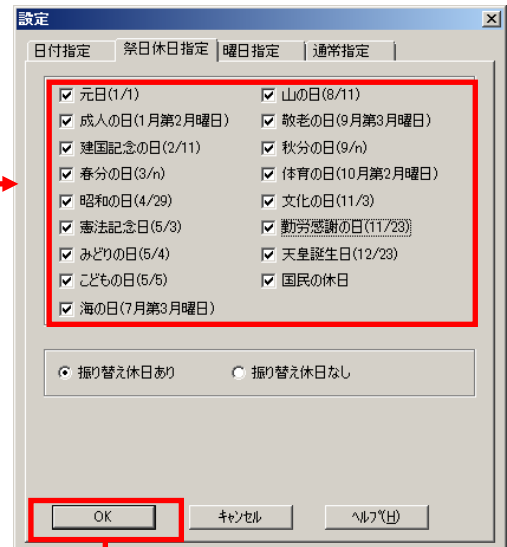 設定
日付指定 祭日休日指定 曜日指定 通常指定
元日(1/1) 山の日(8/11)
成人の日(1月第2月曜日) 敬老の日(9月第3月曜日)
建国記念の日(2/11) 秋分の日(9/n)
春分の日(3/n) 体育の日(10月第2月曜日)
昭和の日(4/29) 文化の日(11/3)
憲法記念日(5/3) 勤労感謝の日(11/23)
みどりの日(5/4) 天皇誕生日(12/23)
こどもの日(5/5) 国民の休日
海の日(7月第3月曜日)
振り替え休日あり 振り替え休日なし
OK キャンセル ヘルプ(H)